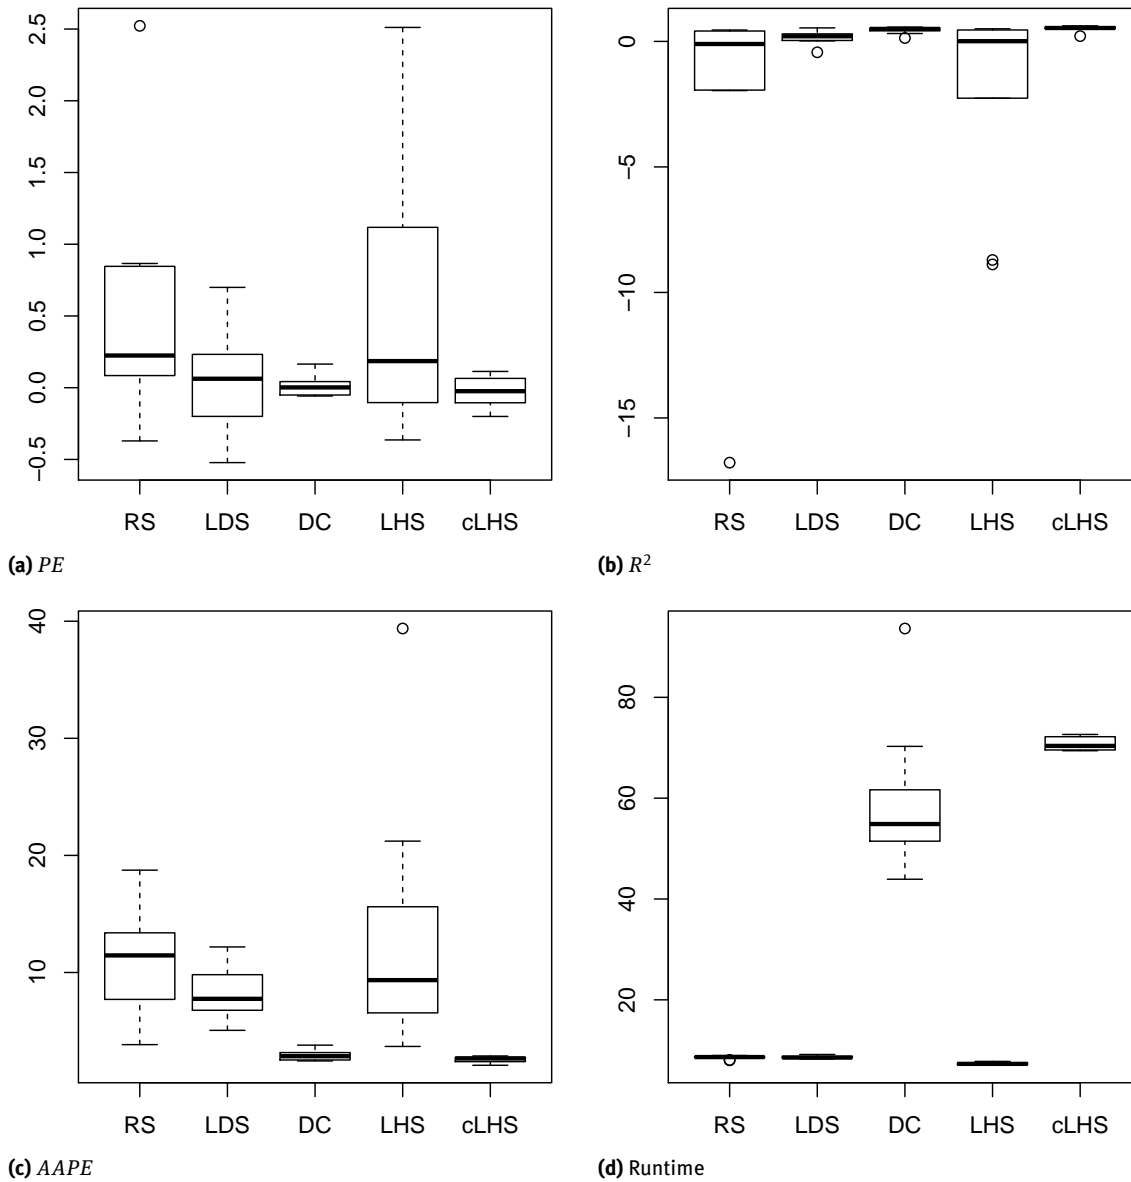 2.5
2.0
1.5
1.0
0.5
0.0
−0.5
RS LDS DC LHS cLHS
(a) PE
0
−5
−10
−15
RS LDS DC LHS cLHS
(b) R²
40
30
20
10
RS LDS DC LHS cLHS
(c) AAPE
80
60
40
20
RS LDS DC LHS cLHS
(d) Runtime